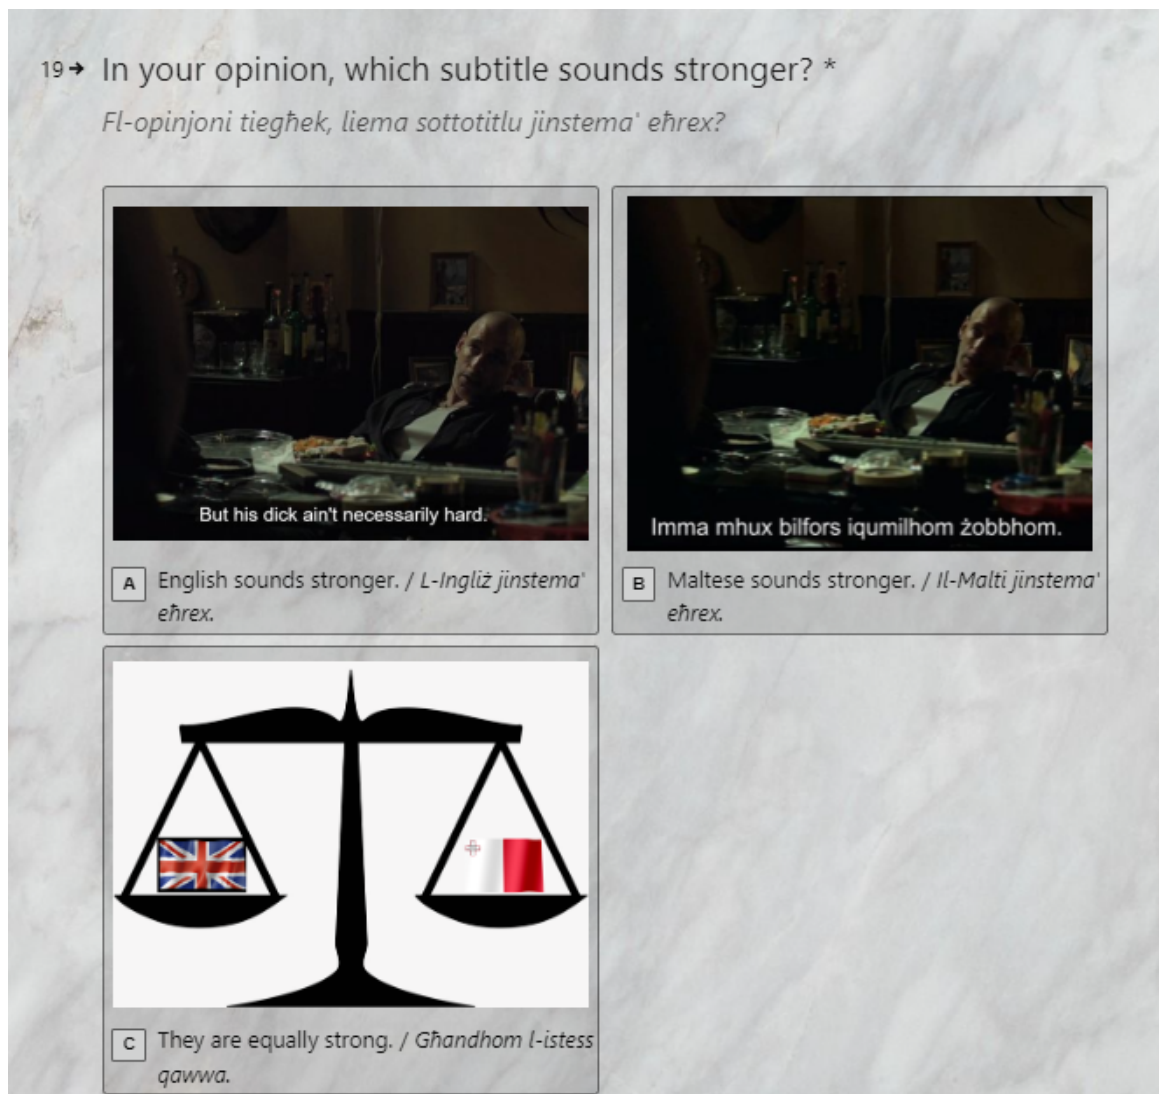 19→ In your opinion, which subtitle sounds stronger? *
Fl-opinjoni tiegħek, liema sottotitlu jinstema' eħrex?
But his dick ain't necessarily hard.
A English sounds stronger. / L-Ingliż jinstema'
eħrex.
Imma mhux bilfors iqumilhom żobbhom.
B Maltese sounds stronger. / Il-Malti jinstema'
eħrex.
C They are equally strong. / Għandhom l-istess
qawwa.